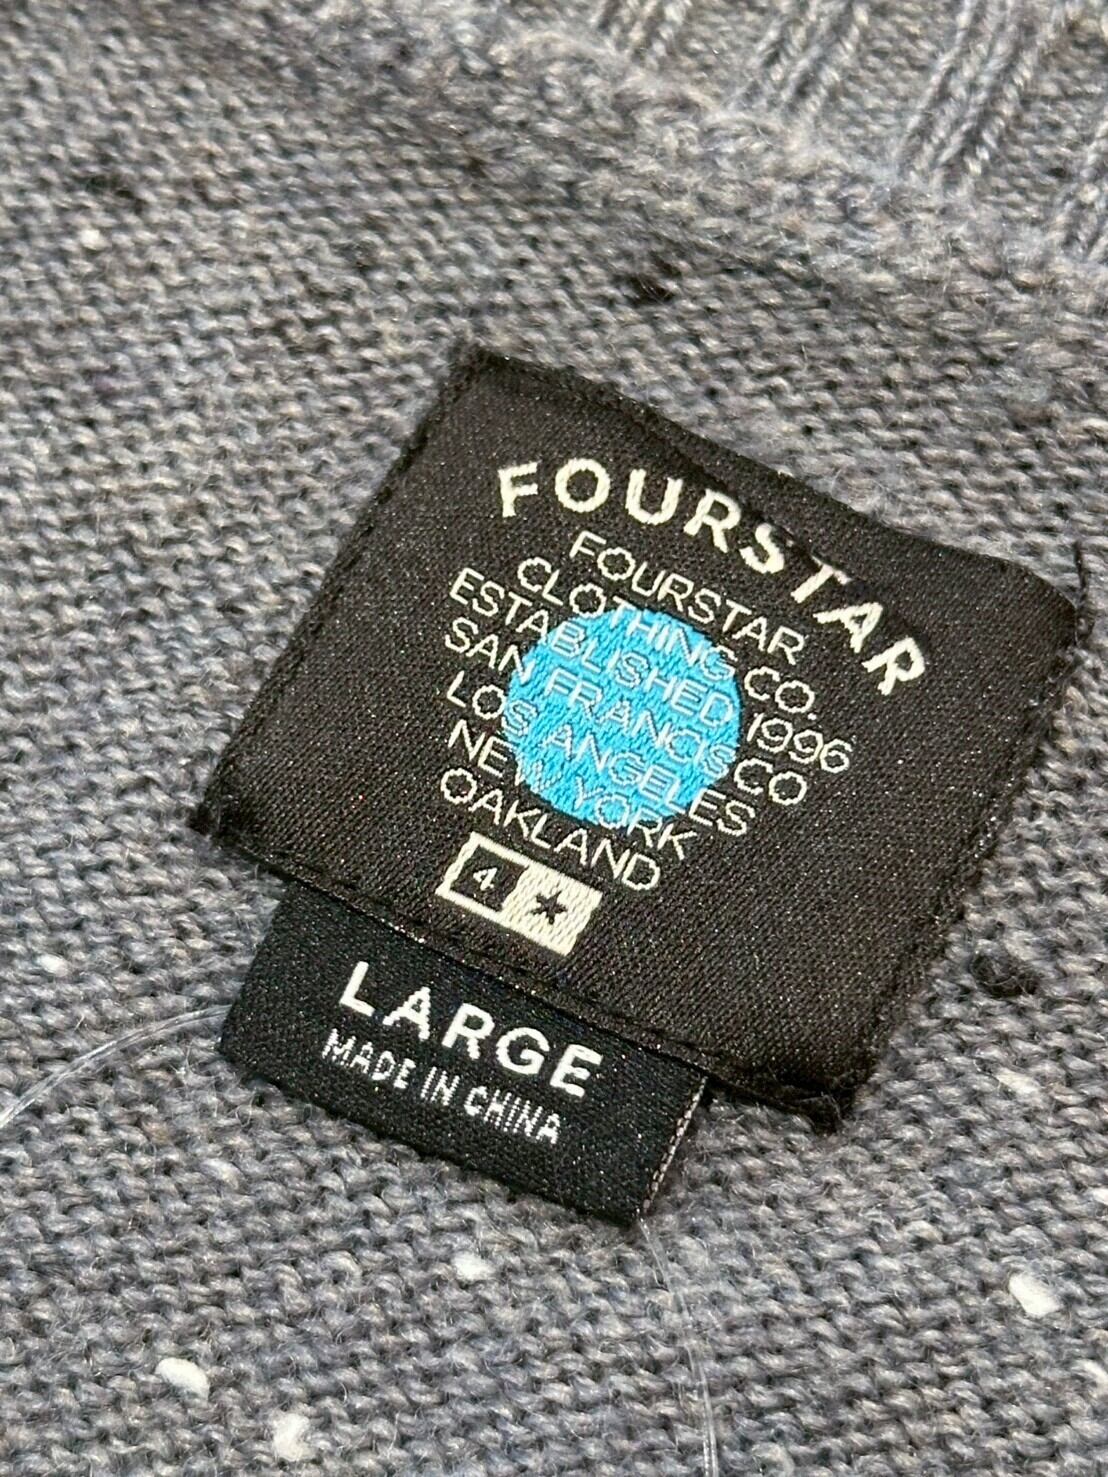 FOURSTAR
FOURSTAR
CLOTHING CO.
ESTABLISHED 1996
SAN FRANCISCO
LOS ANGELES
NEW YORK
OAKLAND
4
LARGE
MADE IN CHINA